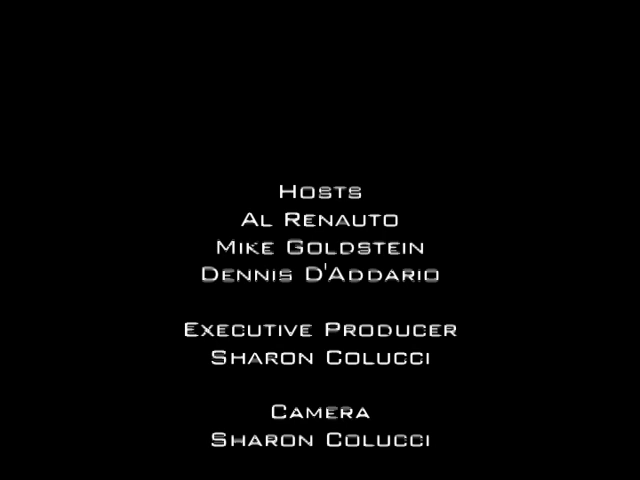 Hosts
Al Renauto
Mike Goldstein
Dennis D'Addario
Executive Producer
Sharon Colucci
Camera
Sharon Colucci